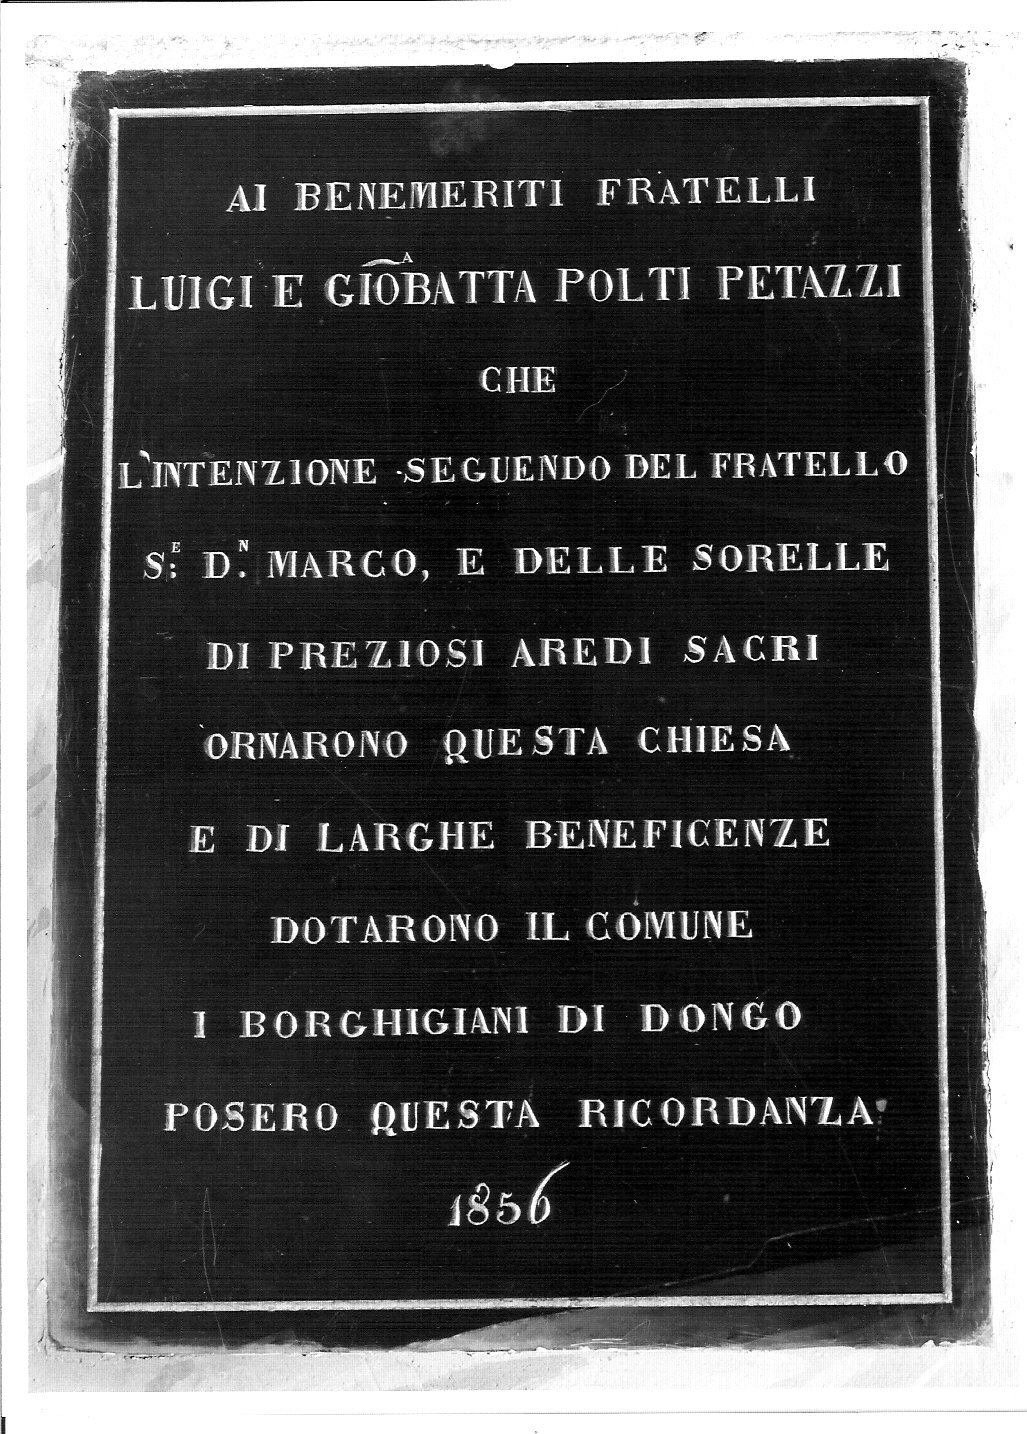 AI BENEMERITI FRATELLI
LUIGI E GIOBATTA^A POLTI PETAZZI
CHE
L'INTENZIONE SEGUENDO DEL FRATELLO
S:^E D.^N MARCO, E DELLE SORELLE
DI PREZIOSI AREDI SACRI
ORNARONO QUESTA CHIESA
E DI LARGHE BENEFICENZE
DOTARONO IL COMUNE
I BORGHIGIANI DI DONGO
POSERO QUESTA RICORDANZA
1856